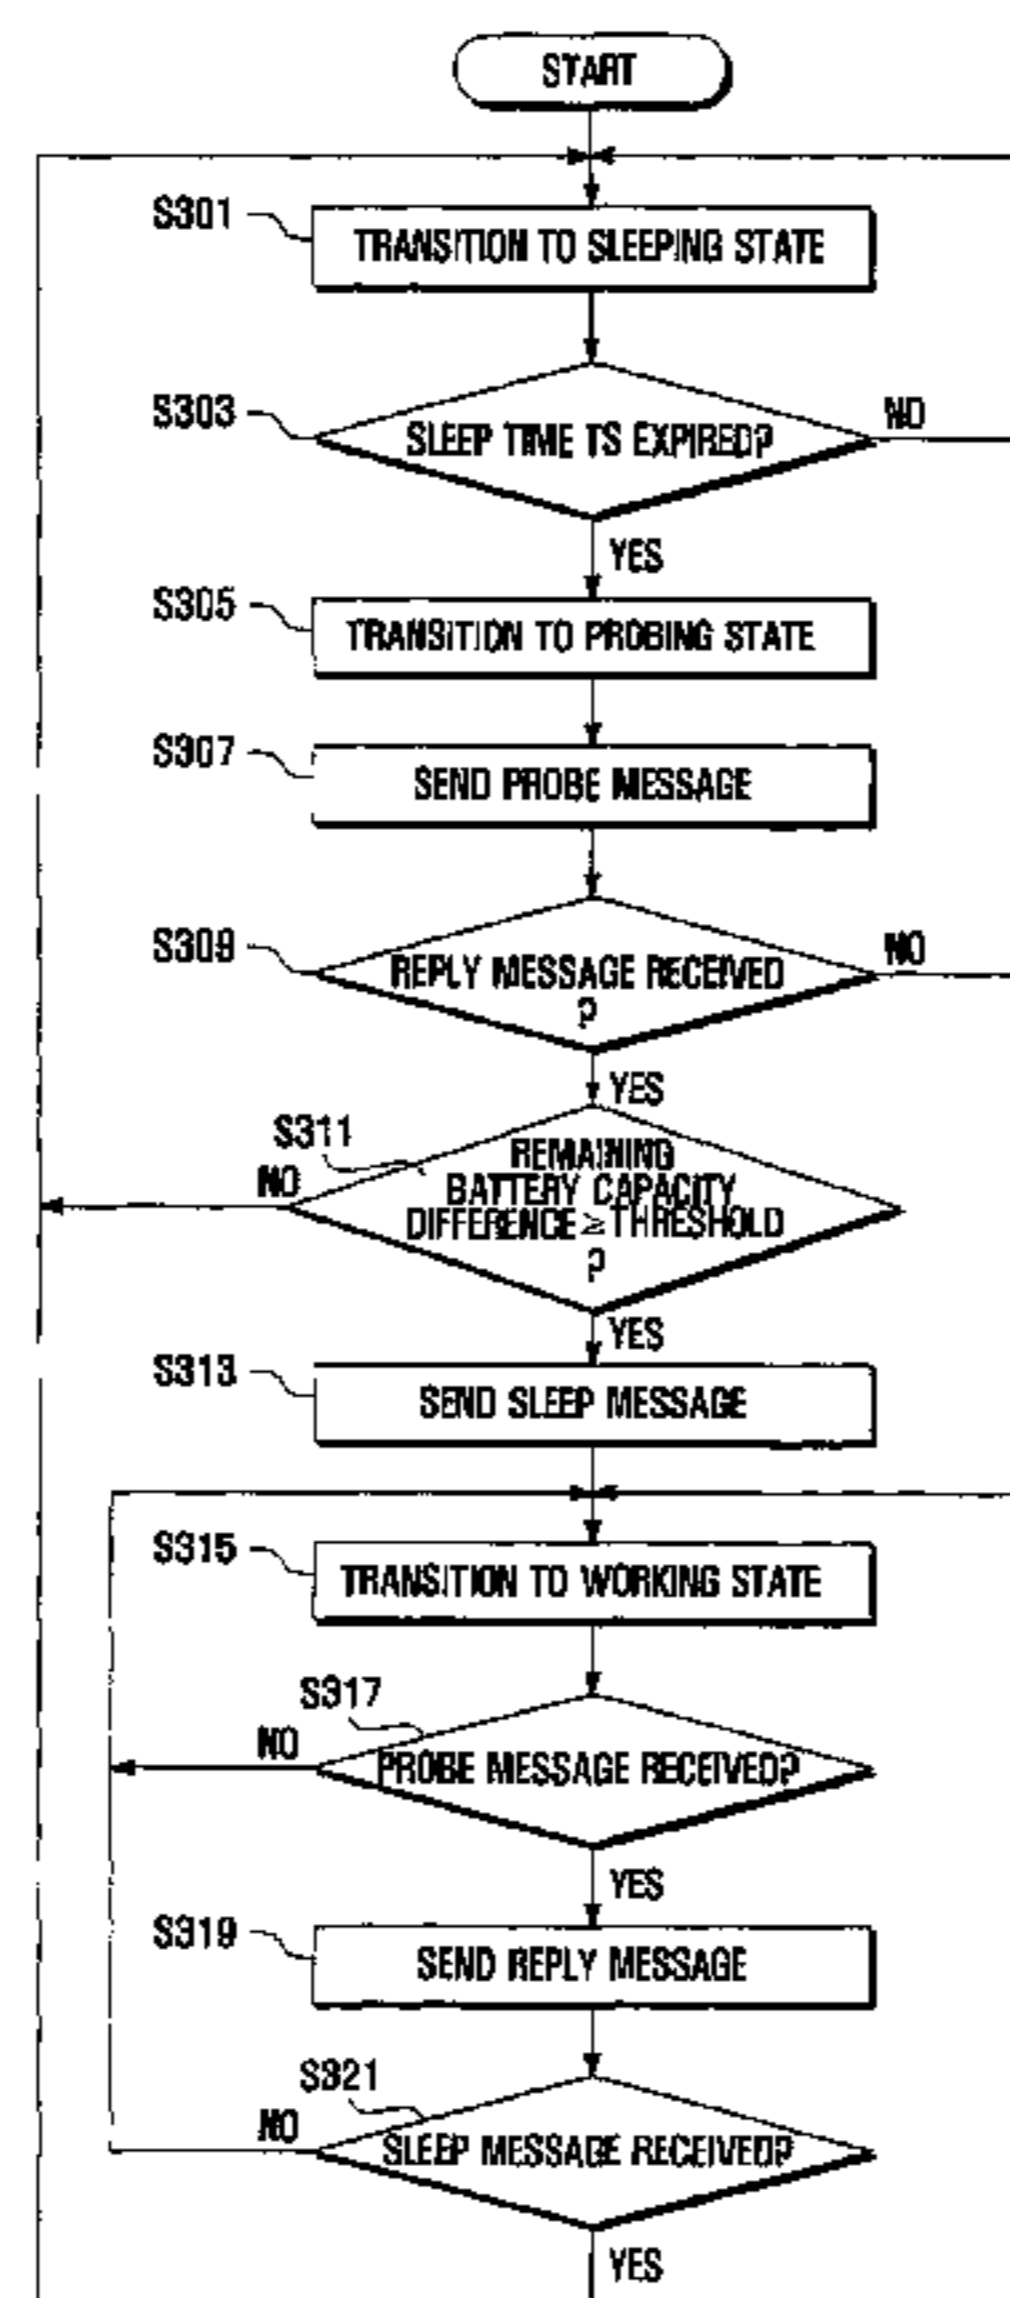 START
S301
TRANSITION TO SLEEPING STATE
S303
SLEEP TIME TS EXPIRED?
NO
YES
S305
TRANSITION TO PROBING STATE
S307
SEND PROBE MESSAGE
S309
REPLY MESSAGE RECEIVED
?
NO
YES
S311
NO
REMAINING
BATTERY CAPACITY
DIFFERENCE ≥ THRESHOLD
?
YES
S313
SEND SLEEP MESSAGE
S315
TRANSITION TO WORKING STATE
S317
NO
PROBE MESSAGE RECEIVED?
YES
S319
SEND REPLY MESSAGE
S321
NO
SLEEP MESSAGE RECEIVED?
YES